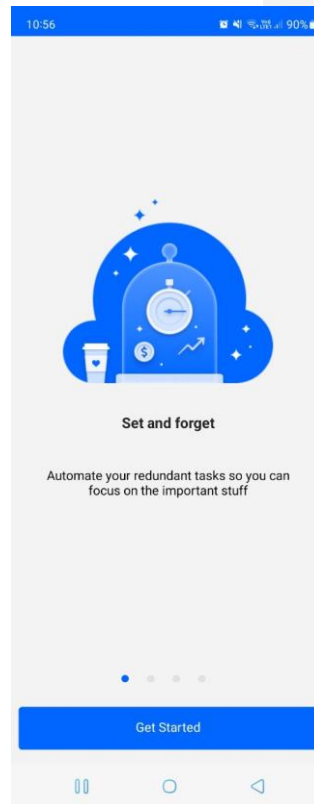 10:56
90%
$
Set and forget
Automate your redundant tasks so you can
focus on the important stuff
Get Started